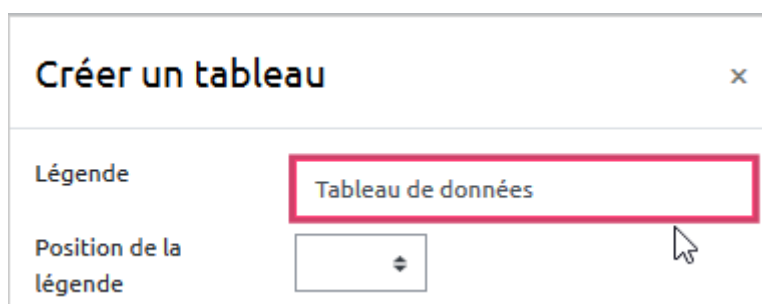 Créer un tableau ×
Légende
Tableau de données
Position de la
légende